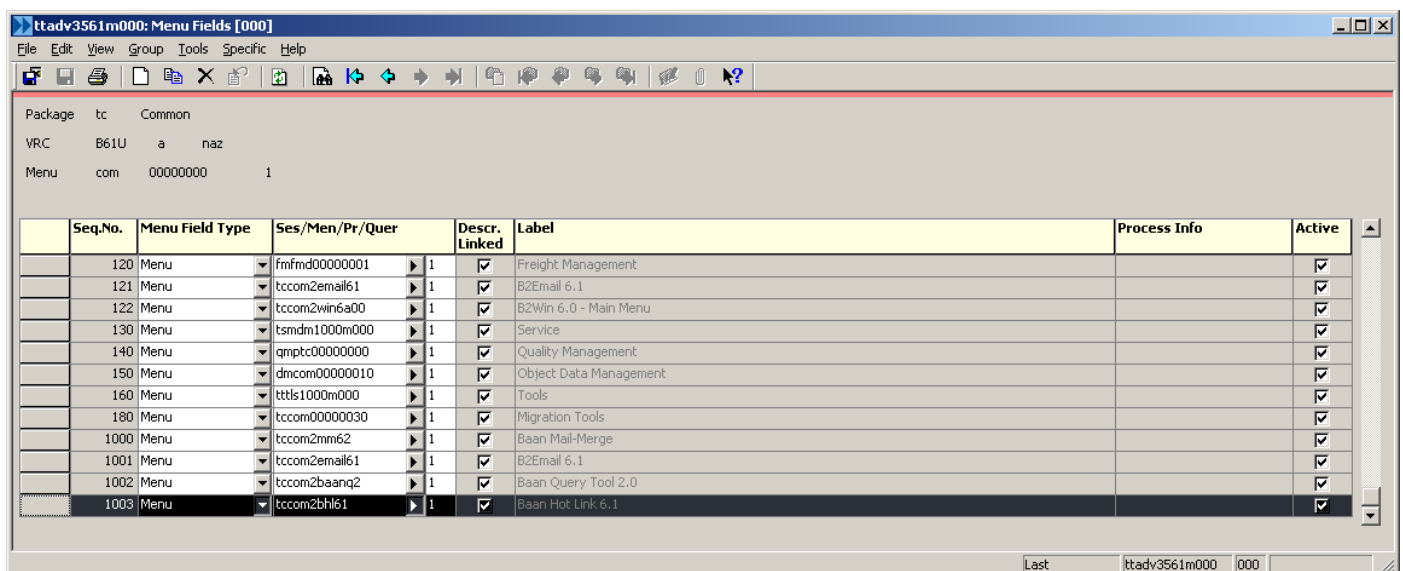 ttadv3561m000: Menu Fields [000]
File Edit View Group Tools Specific Help
Package tc Common
VRC B61U a naz
Menu com 00000000 1
Seq.No. Menu Field Type Ses/Men/Pr/Quer Descr. Linked Label Process Info Active
120 Menu fmfmd00000001 1 Freight Management
121 Menu tccom2email61 1 B2Email 6.1
122 Menu tccom2win6a00 1 B2Win 6.0 - Main Menu
130 Menu tsmdm1000m000 1 Service
140 Menu qmptc00000000 1 Quality Management
150 Menu dmcom00000010 1 Object Data Management
160 Menu tttls1000m000 1 Tools
180 Menu tccom00000030 1 Migration Tools
1000 Menu tccom2mm62 1 Baan Mail-Merge
1001 Menu tccom2email61 1 B2Email 6.1
1002 Menu tccom2baanq2 1 Baan Query Tool 2.0
1003 Menu tccom2bhl61 1 Baan Hot Link 6.1
Last ttadv3561m000 000